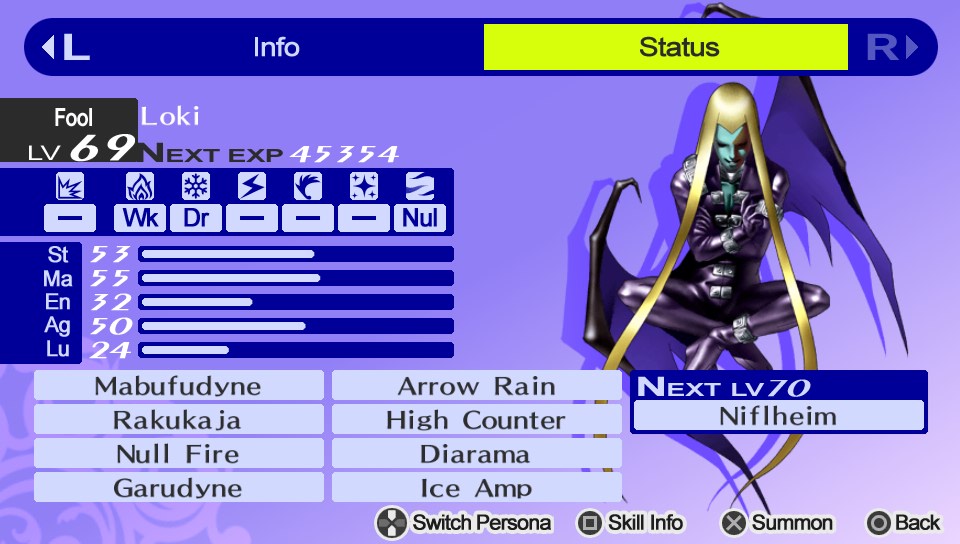 L Info Status R
Fool Loki
LV 69 NEXT EXP 45354
— Wk Dr — — — Nul
St 53
Ma 55
En 32
Ag 50
Lu 24
Mabufudyne Arrow Rain NEXT LV 70
Rakukaja High Counter Niflheim
Null Fire Diarama
Garudyne Ice Amp
Switch Persona Skill Info Summon Back